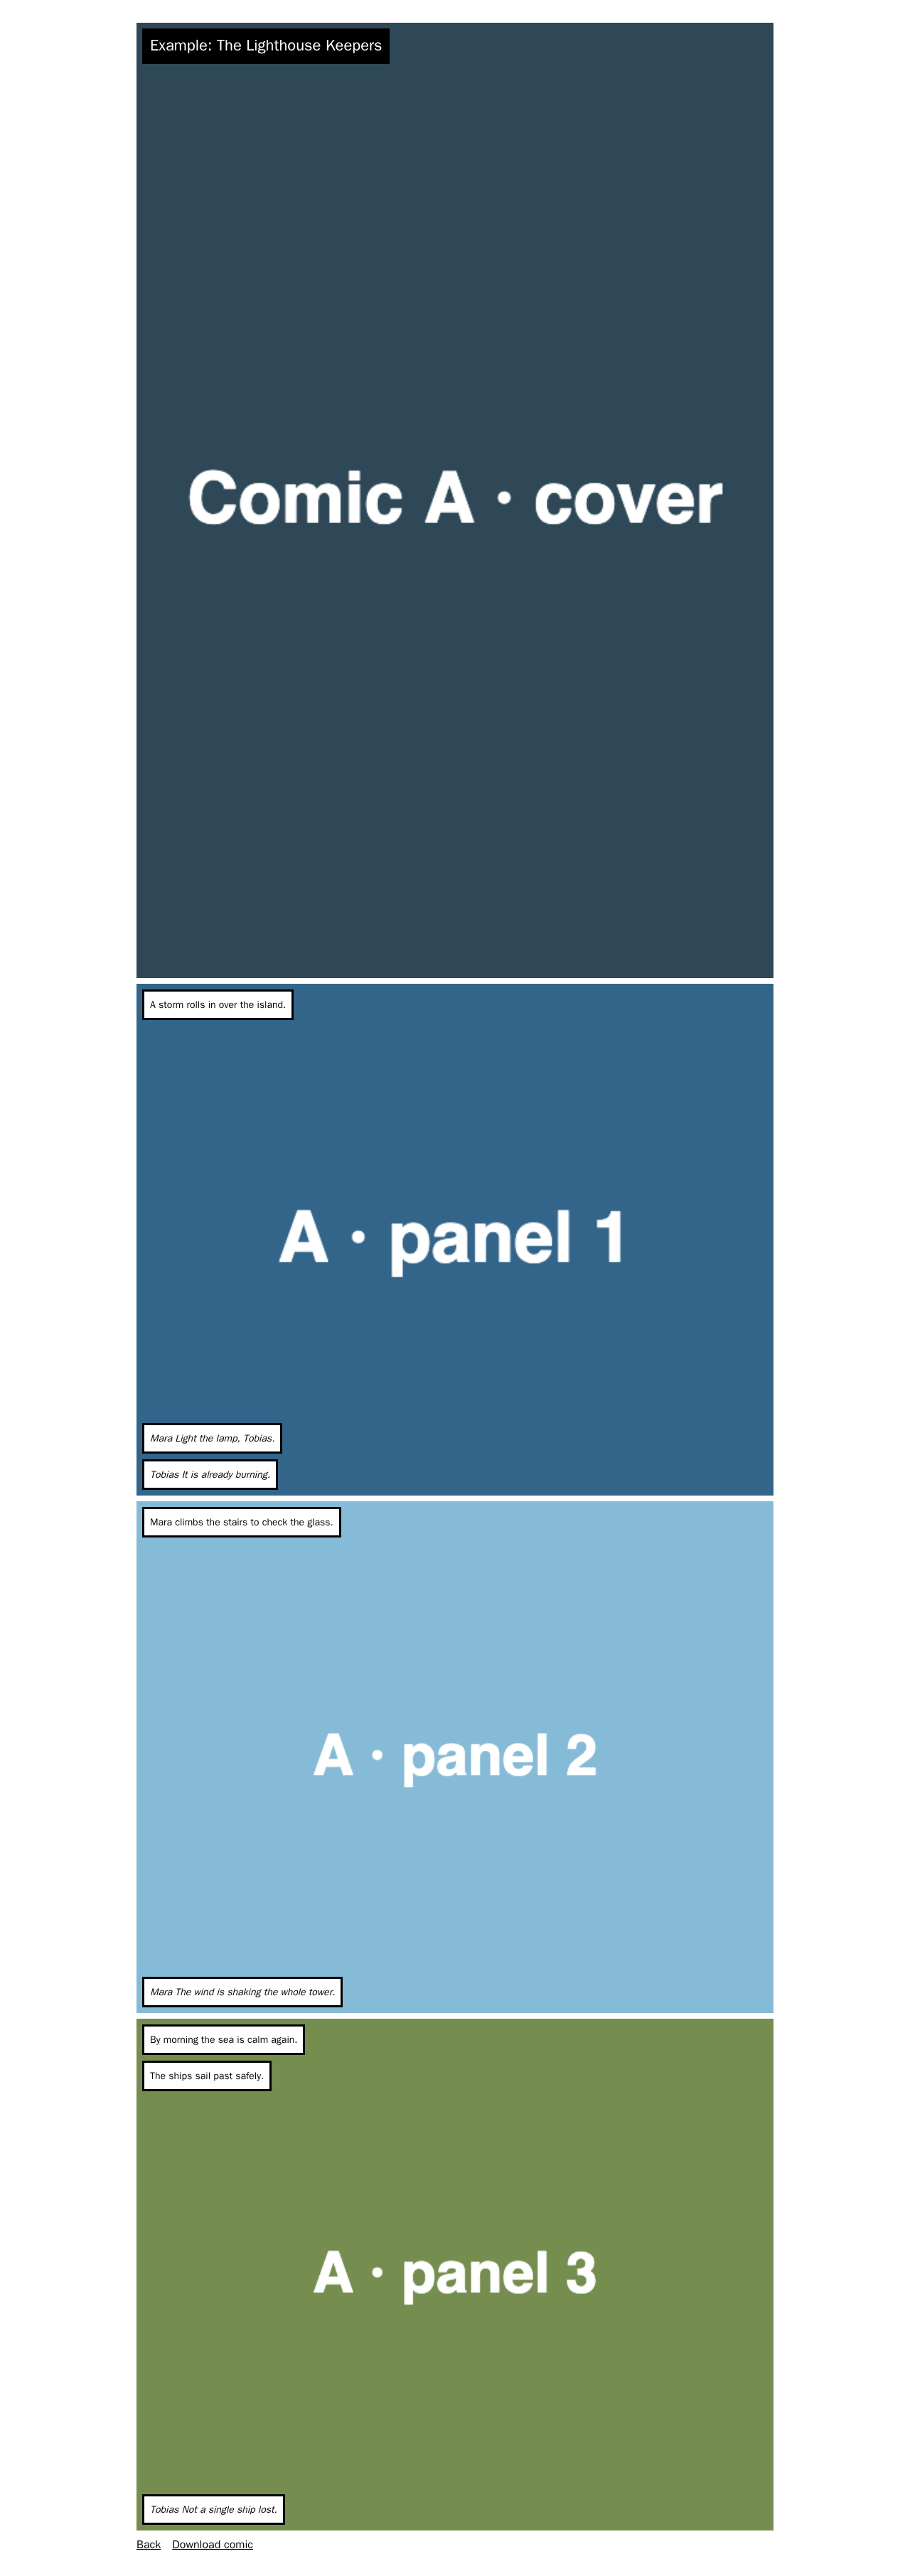 Example: The Lighthouse Keepers
Comic A · cover
A storm rolls in over the island.
A · panel 1
Mara Light the lamp, Tobias.
Tobias It is already burning.
Mara climbs the stairs to check the glass.
A · panel 2
Mara The wind is shaking the whole tower.
By morning the sea is calm again.
The ships sail past safely.
A · panel 3
Tobias Not a single ship lost.
Back Download comic